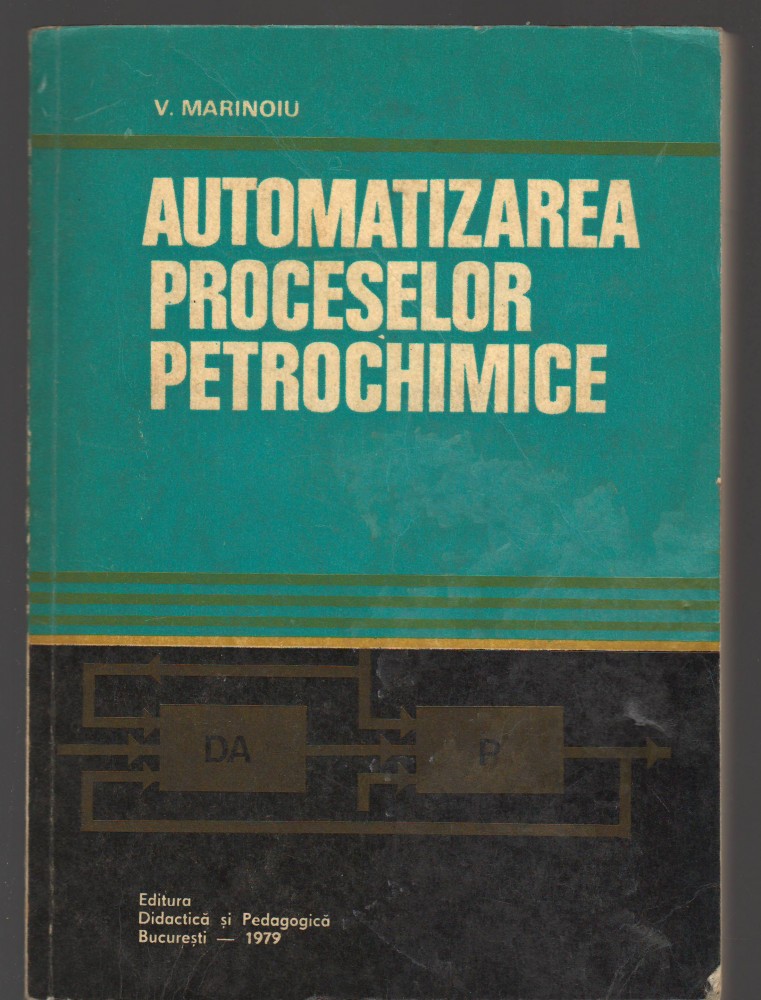 V. MARINOIU
AUTOMATIZAREA
PROCESELOR
PETROCHIMICE
DA
B
Editura
Didactică și Pedagogică
București — 1979